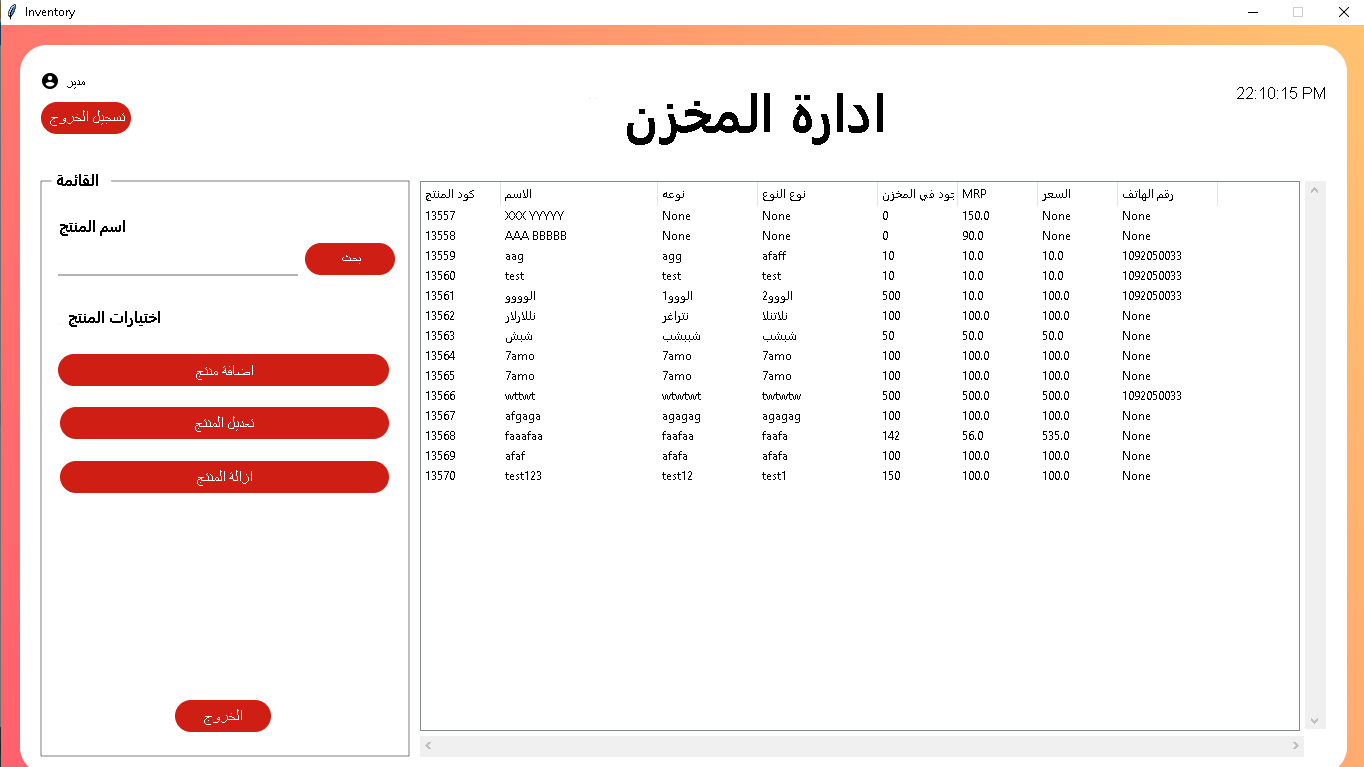 Inventory
مدير
22:10:15 PM
تسجيل الخروج
ادارة المخزن
القائمة
اسم المنتج
بحث
اختيارات المنتج
اضافة منتج
تعديل المنتج
ازالة المنتج
الخروج
كود المنتج الاسم نوعه نوع النوع جود في المخزن MRP السعر رقم الهاتف
13557 XXX YYYYY None None 0 150.0 None None
13558 AAA BBBBB None None 0 90.0 None None
13559 aag agg afaff 10 10.0 10.0 1092050033
13560 test test test 10 10.0 10.0 1092050033
13561 الوووو الووو1 الووو2 500 10.0 100.0 1092050033
13562 نللارلار نتراغر نلاتنلا 100 100.0 100.0 None
13563 شبش شببشب شبشب 50 50.0 50.0 None
13564 7amo 7amo 7amo 100 100.0 100.0 None
13565 7amo 7amo 7amo 100 100.0 100.0 None
13566 wttwt wtwtwt twtwtw 500 500.0 500.0 1092050033
13567 afgaga agagag agagag 100 100.0 100.0 None
13568 faaafaa faafaa faafa 142 56.0 535.0 None
13569 afaf afafa afafa 100 100.0 100.0 None
13570 test123 test12 test1 150 100.0 100.0 None